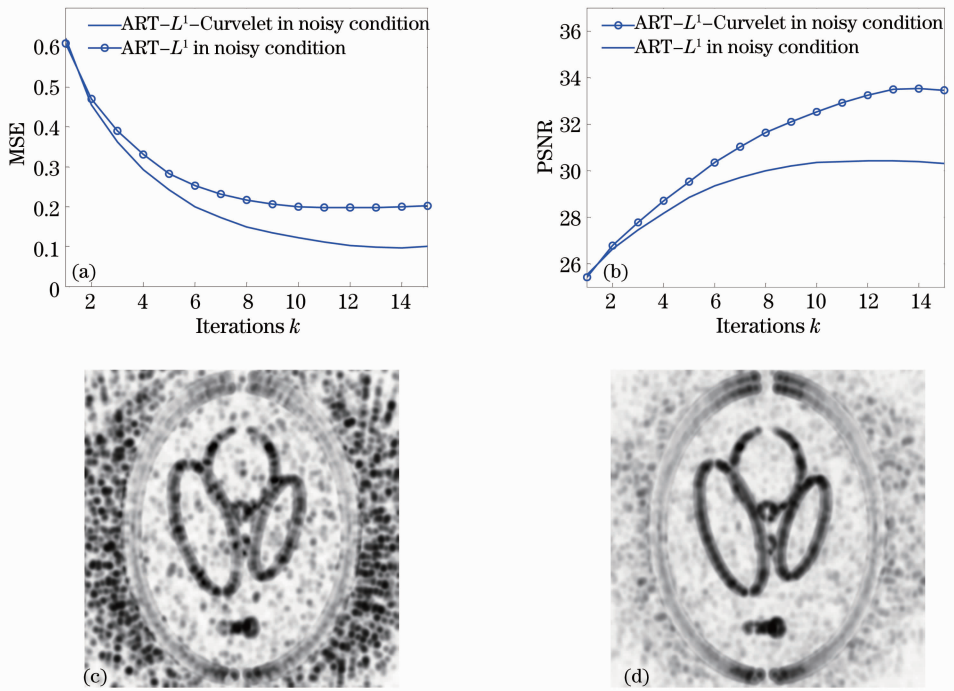 ART–L¹–Curvelet in noisy condition
ART–L¹ in noisy condition
0.6
0.5
0.4
0.3
0.2
0.1
0
MSE
(a)
2 4 6 8 10 12 14
Iterations k
ART–L¹–Curvelet in noisy condition
ART–L¹ in noisy condition
36
34
32
30
28
26
PSNR
(b)
2 4 6 8 10 12 14
Iterations k
(c)
(d)